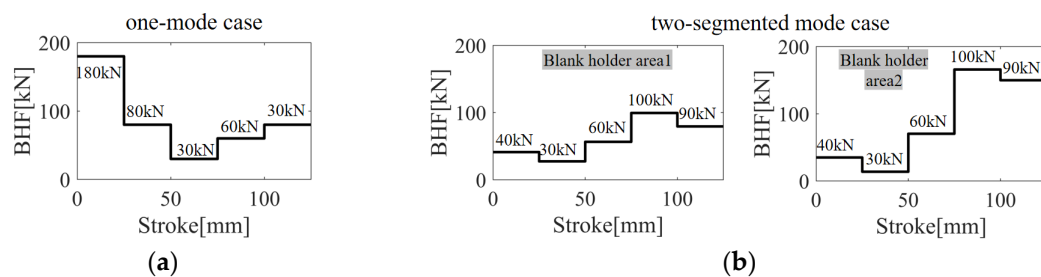 one-mode case
two-segmented mode case
200
100
0
BHF[kN]
180kN
80kN
30kN
60kN
30kN
0
50
100
Stroke[mm]
(a)
200
100
0
BHF[kN]
Blank holder area1
40kN
30kN
60kN
100kN
90kN
0
50
100
Stroke[mm]
200
100
0
BHF[kN]
Blank holder
area2
40kN
30kN
60kN
100kN
90kN
0
50
100
Stroke[mm]
(b)